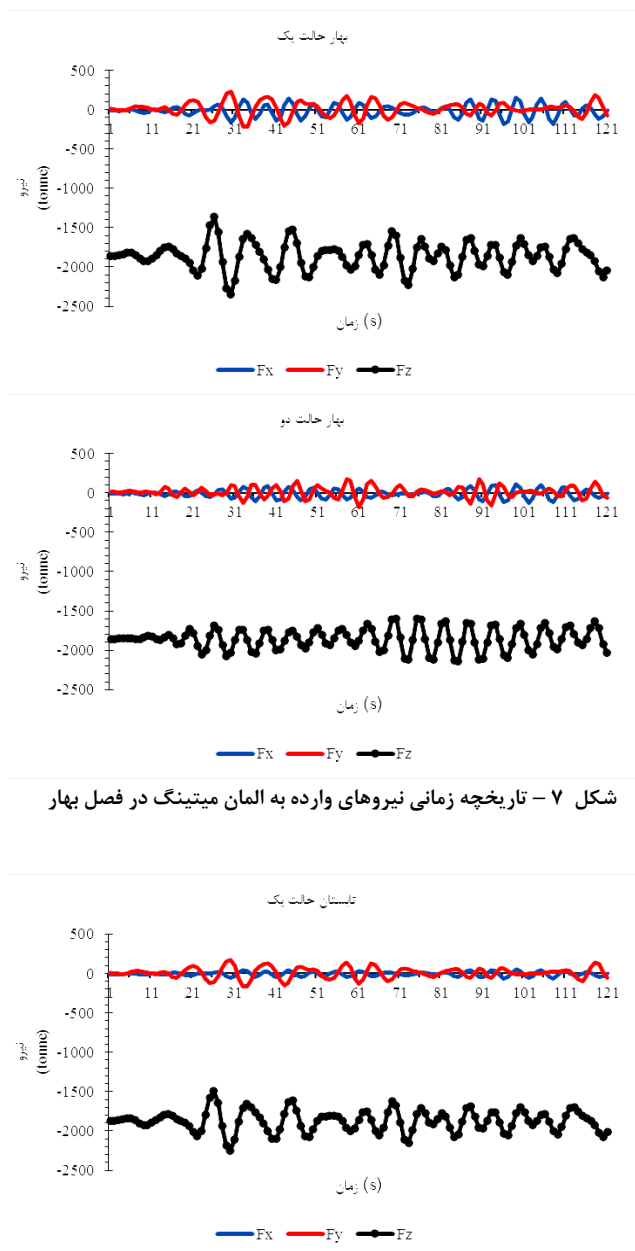 بهار حالت یک
500
0
-500
-1000
-1500
-2000
-2500
1 11 21 31 41 51 61 71 81 91 101 111 121
نیرو
(tonne)
زمان (s)
Fx Fy Fz
بهار حالت دو
500
0
-500
-1000
-1500
-2000
-2500
1 11 21 31 41 51 61 71 81 91 101 111 121
نیرو
(tonne)
زمان (s)
Fx Fy Fz
شکل ۷ – تاریخچه زمانی نیروهای وارده به المان میتینگ در فصل بهار
تابستان حالت یک
500
0
-500
-1000
-1500
-2000
-2500
1 11 21 31 41 51 61 71 81 91 101 111 121
نیرو
(tonne)
زمان (s)
Fx Fy Fz